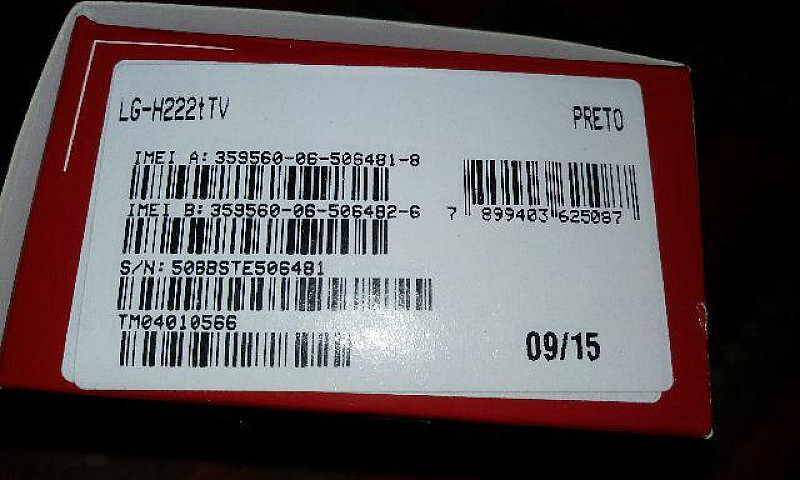 LG-H222tTV
PRETO
IMEI A: 359560-06-506481-8
IMEI B: 359560-06-506482-6
7 899403 625087
S/N: 508BSTE506481
TM04010566
09/15